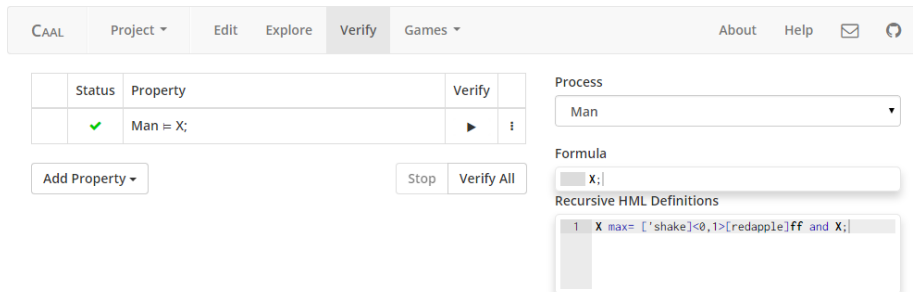 CAAL Project Edit Explore Verify Games About Help
Status Property Verify
Man ⊨ X;
Add Property Stop Verify All
Process
Man
Formula
X;
Recursive HML Definitions
1 X max= ['shake]<0,1>[redapple]ff and X;